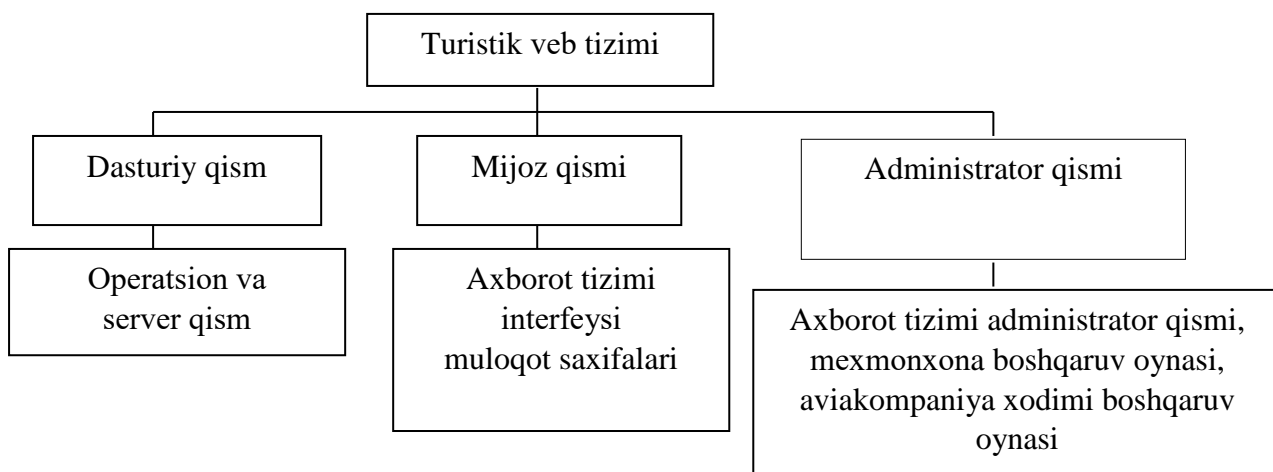 Turistik veb tizimi
Dasturiy qism
Mijoz qismi
Administrator qismi
Operatsion va
server qism
Axborot tizimi
interfeysi
muloqot saxifalari
Axborot tizimi administrator qismi,
mexmonxona boshqaruv oynasi,
aviakompaniya xodimi boshqaruv
oynasi